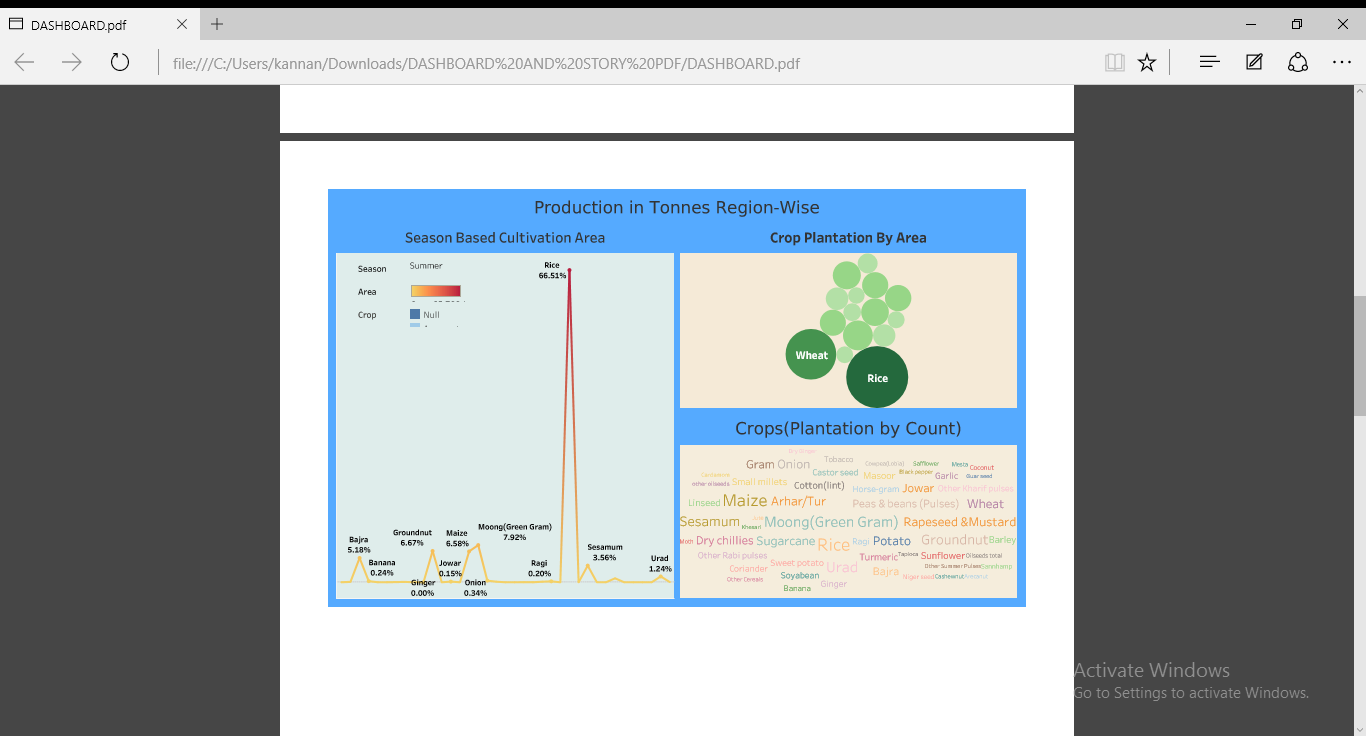 DASHBOARD.pdf
file:///C:/Users/kannan/Downloads/DASHBOARD%20AND%20STORY%20PDF/DASHBOARD.pdf
Production in Tonnes Region-Wise
Season Based Cultivation Area
Season Summer
Area
Crop Null
Rice
66.51%
Bajra
5.18%
Banana
0.24%
Groundnut
6.67%
Ginger
0.00%
Maize
6.58%
Jowar
0.15%
Moong(Green Gram)
7.92%
Onion
0.34%
Ragi
0.20%
Sesamum
3.56%
Urad
1.24%
Crop Plantation By Area
Wheat
Rice
Crops(Plantation by Count)
Dry Ginger
Gram Onion Tobacco Cowpea(Lobia) Safflower Mesta Coconut
Castor seed Masoor Black pepper Garlic Guar seed
other oilseeds Small millets Cotton(lint) Horse-gram Jowar Other Kharif pulses
Linseed Maize Arhar/Tur Peas & beans (Pulses) Wheat
Sesamum Khesari Moong(Green Gram) Rapeseed &Mustard
Moth Dry chillies Sugarcane Rice Ragi Potato Groundnut Barley
Other Rabi pulses Turmeric Tapioca Sunflower Oilseeds total
Coriander Sweet potato Urad Other Summer Pulses Sannhamp
Other Cereals Soyabean Bajra Niger seed Cashewnut Arecanut
Banana Ginger
Activate Windows
Go to Settings to activate Windows.